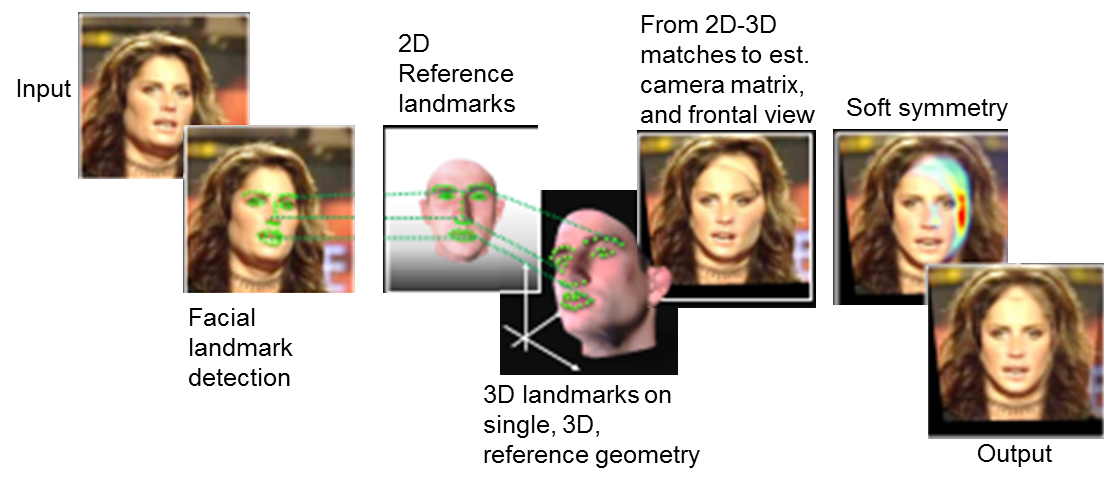 Input
Facial
landmark
detection
2D
Reference
landmarks
3D landmarks on
single, 3D,
reference geometry
From 2D-3D
matches to est.
camera matrix,
and frontal view
Soft symmetry
Output